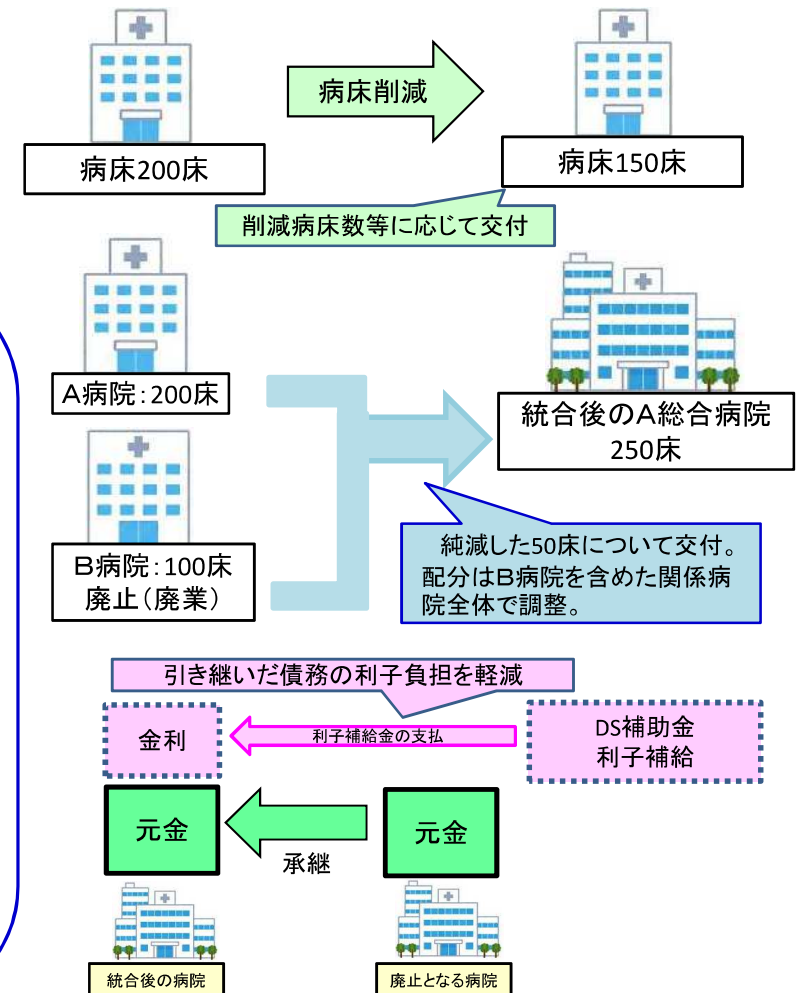 病床削減
病床200床
病床150床
削減病床数等に応じて交付
A病院:200床
統合後のA総合病院
250床
B病院:100床
廃止(廃業)
純減した50床について交付。
配分はB病院を含めた関係病
院全体で調整。
引き継いだ債務の利子負担を軽減
金利
利子補給金の支払
DS補助金
利子補給
元金
元金
承継
統合後の病院
廃止となる病院